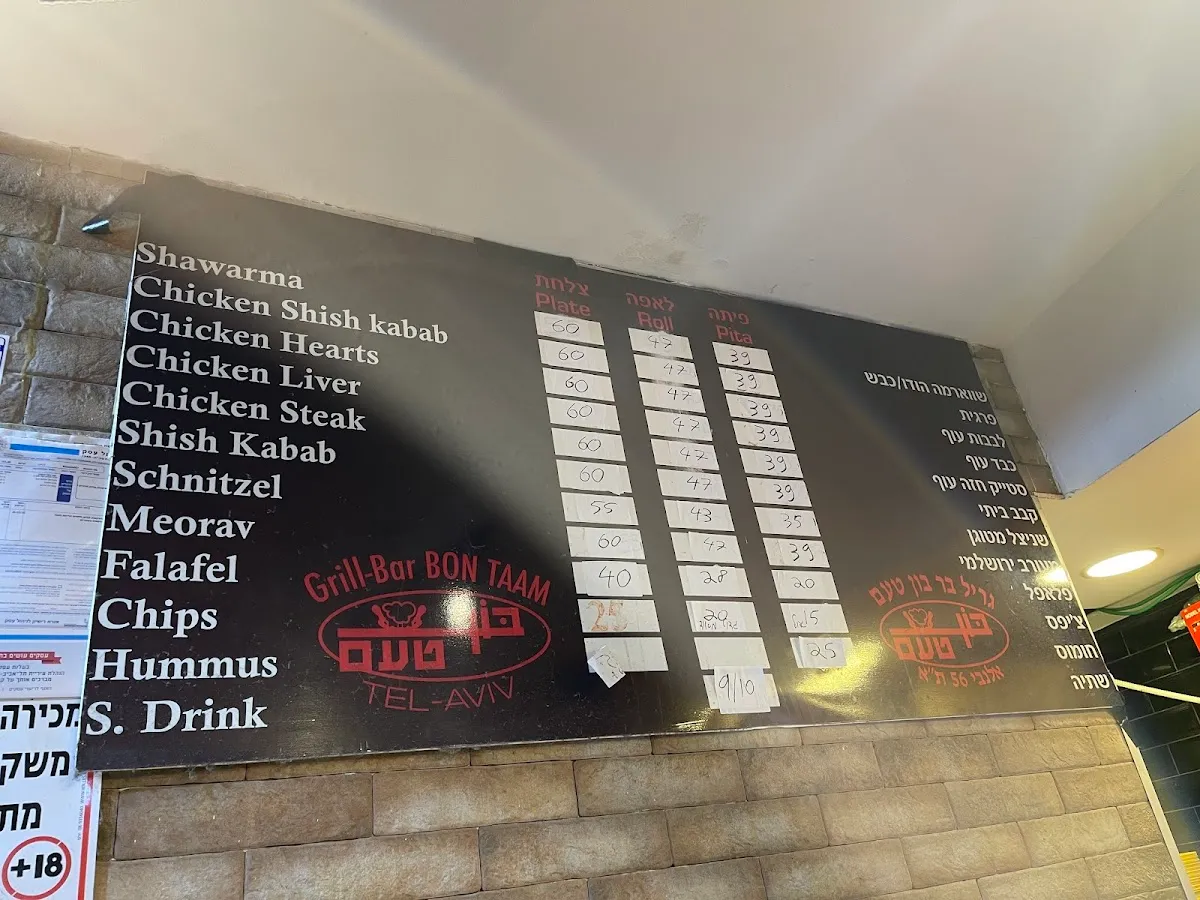 צלחת לאפה פיתה
Plate Roll Pita
Shawarma 60 47 39 שווארמה הודו/כבש
Chicken Shish kabab 60 47 39 פרגית
Chicken Hearts 60 47 39 לבבות עוף
Chicken Liver 60 47 39 כבד עוף
Chicken Steak 60 47 39 סטייק חזה עוף
Shish Kabab 60 47 39 קבב ביתי
Schnitzel 55 43 35 שניצל מטוגן
Meorav 60 47 39 מעורב ירושלמי
Falafel 40 28 20 פלאפל
Chips 20 15 צ'יפס
Hummus 25 חומוס
S. Drink 9/10 שתיה
Grill-Bar BON TAAM
בון טעם
TEL-AVIV
גריל בר בון טעם
בון טעם
אלנבי 56 ת"א
מכירה
משק
מת
+18